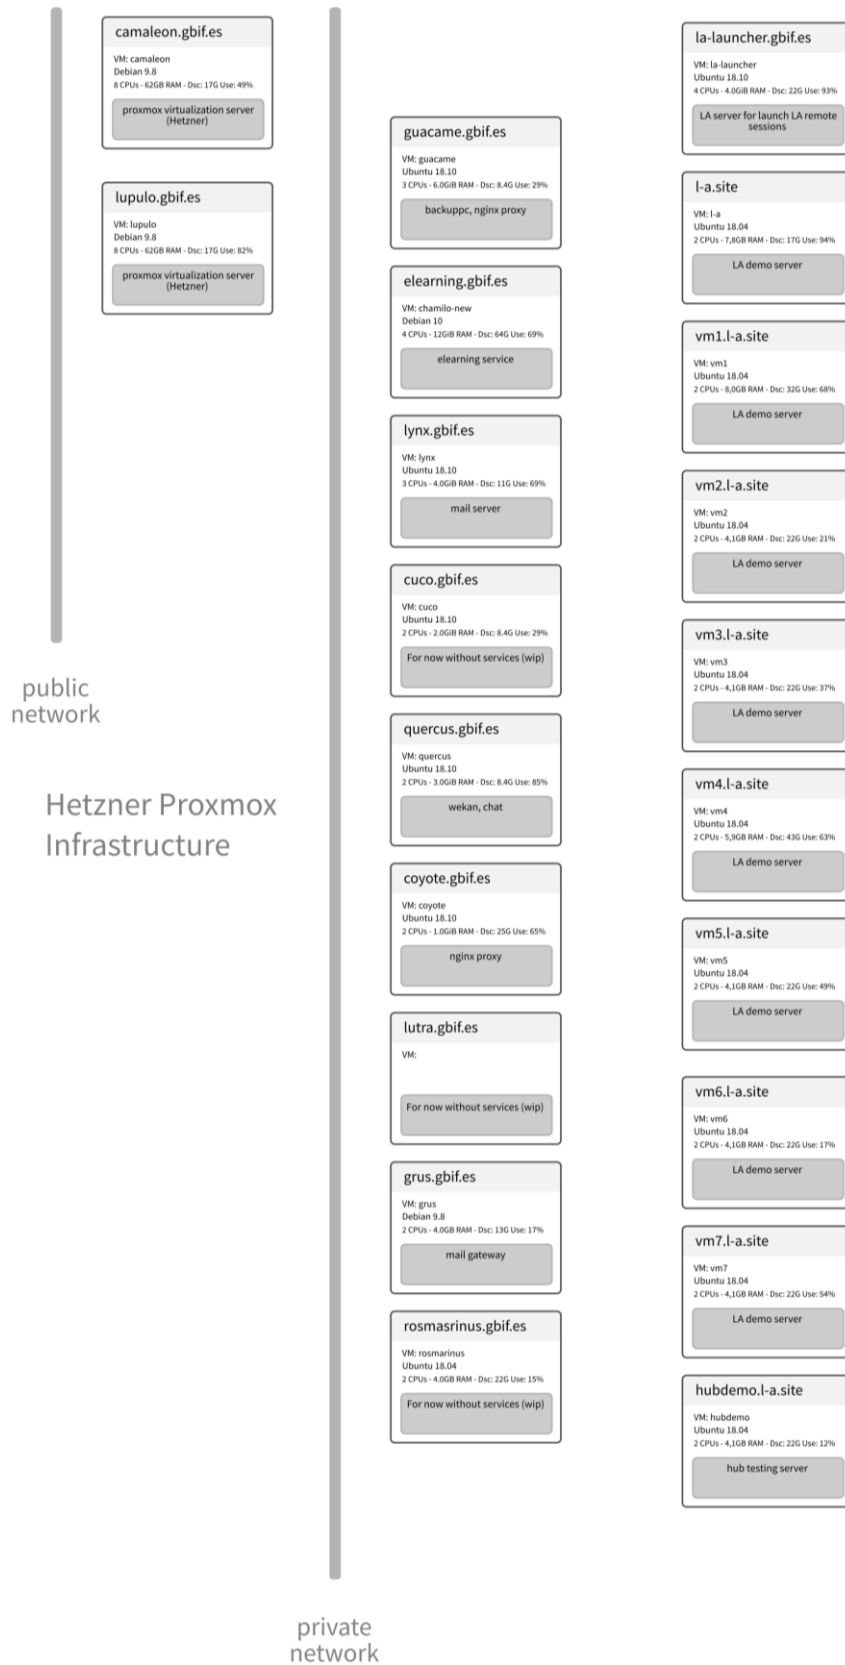 camaleon.gbif.es
VM: camaleon
Debian 9.8
8 CPUs - 62GB RAM - Dsc: 17G Use: 49%
proxmox virtualization server
(Hetzner)
lupulo.gbif.es
VM: lupulo
Debian 9.8
8 CPUs - 62GB RAM - Dsc: 17G Use: 82%
proxmox virtualization server
(Hetzner)
public
network
Hetzner Proxmox
Infrastructure
guacame.gbif.es
VM: guacame
Ubuntu 18.10
3 CPUs - 6.0GiB RAM - Dsc: 8.4G Use: 29%
backuppc, nginx proxy
elearning.gbif.es
VM: chamilo-new
Debian 10
4 CPUs - 12GiB RAM - Dsc: 64G Use: 69%
elearning service
lynx.gbif.es
VM: lynx
Ubuntu 18.10
3 CPUs - 4.0GiB RAM - Dsc: 11G Use: 69%
mail server
cuco.gbif.es
VM: cuco
Ubuntu 18.10
2 CPUs - 2.0GiB RAM - Dsc: 8.4G Use: 29%
For now without services (wip)
quercus.gbif.es
VM: quercus
Ubuntu 18.10
2 CPUs - 3.0GiB RAM - Dsc: 8.4G Use: 85%
wekan, chat
coyote.gbif.es
VM: coyote
Ubuntu 18.10
2 CPUs - 1.0GiB RAM - Dsc: 25G Use: 65%
nginx proxy
lutra.gbif.es
VM:
For now without services (wip)
grus.gbif.es
VM: grus
Debian 9.8
2 CPUs - 4.0GB RAM - Dsc: 13G Use: 17%
mail gateway
rosmasrinus.gbif.es
VM: rosmarinus
Ubuntu 18.04
2 CPUs - 4.0GB RAM - Dsc: 22G Use: 15%
For now without services (wip)
private
network
la-launcher.gbif.es
VM: la-launcher
Ubuntu 18.10
4 CPUs - 4.0GiB RAM - Dsc: 22G Use: 93%
LA server for launch LA remote
sessions
l-a.site
VM: l-a
Ubuntu 18.04
2 CPUs - 7,8GB RAM - Dsc: 17G Use: 94%
LA demo server
vm1.l-a.site
VM: vm1
Ubuntu 18.04
2 CPUs - 8,0GB RAM - Dsc: 32G Use: 68%
LA demo server
vm2.l-a.site
VM: vm2
Ubuntu 18.04
2 CPUs - 4,1GB RAM - Dsc: 22G Use: 21%
LA demo server
vm3.l-a.site
VM: vm3
Ubuntu 18.04
2 CPUs - 4,1GB RAM - Dsc: 22G Use: 37%
LA demo server
vm4.l-a.site
VM: vm4
Ubuntu 18.04
2 CPUs - 5,9GB RAM - Dsc: 43G Use: 63%
LA demo server
vm5.l-a.site
VM: vm5
Ubuntu 18.04
2 CPUs - 4,1GB RAM - Dsc: 22G Use: 49%
LA demo server
vm6.l-a.site
VM: vm6
Ubuntu 18.04
2 CPUs - 4,1GB RAM - Dsc: 22G Use: 17%
LA demo server
vm7.l-a.site
VM: vm7
Ubuntu 18.04
2 CPUs - 4,1GB RAM - Dsc: 22G Use: 54%
LA demo server
hubdemo.l-a.site
VM: hubdemo
Ubuntu 18.04
2 CPUs - 4,1GB RAM - Dsc: 22G Use: 12%
hub testing server